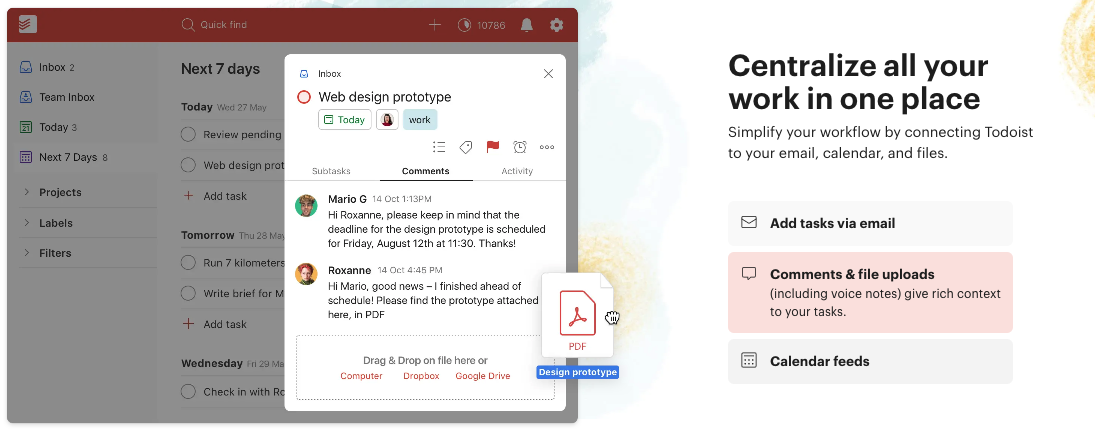 Quick find
10786
Inbox 2
Team Inbox
Today 3
Next 7 Days 8
Projects
Labels
Filters
Next 7 days
Today Wed 27 May
Review pending
Web design prot
Add task
Tomorrow Thu 28 May
Run 7 kilometers
Write brief for M
Add task
Wednesday Fri 29 Ma
Check in with Ro
Inbox
Web design prototype
Today
work
Subtasks Comments Activity
Mario G 14 Oct 1:13PM
Hi Roxanne, please keep in mind that the
deadline for the design prototype is scheduled
for Friday, August 12th at 11:30. Thanks!
Roxanne 14 Oct 4:45 PM
Hi Mario, good news – I finished ahead of
schedule! Please find the prototype attached
here, in PDF
Drag & Drop on file here or
Computer Dropbox Google Drive
PDF
Design prototype
Centralize all your
work in one place
Simplify your workflow by connecting Todoist
to your email, calendar, and files.
Add tasks via email
Comments & file uploads
(including voice notes) give rich context
to your tasks.
Calendar feeds